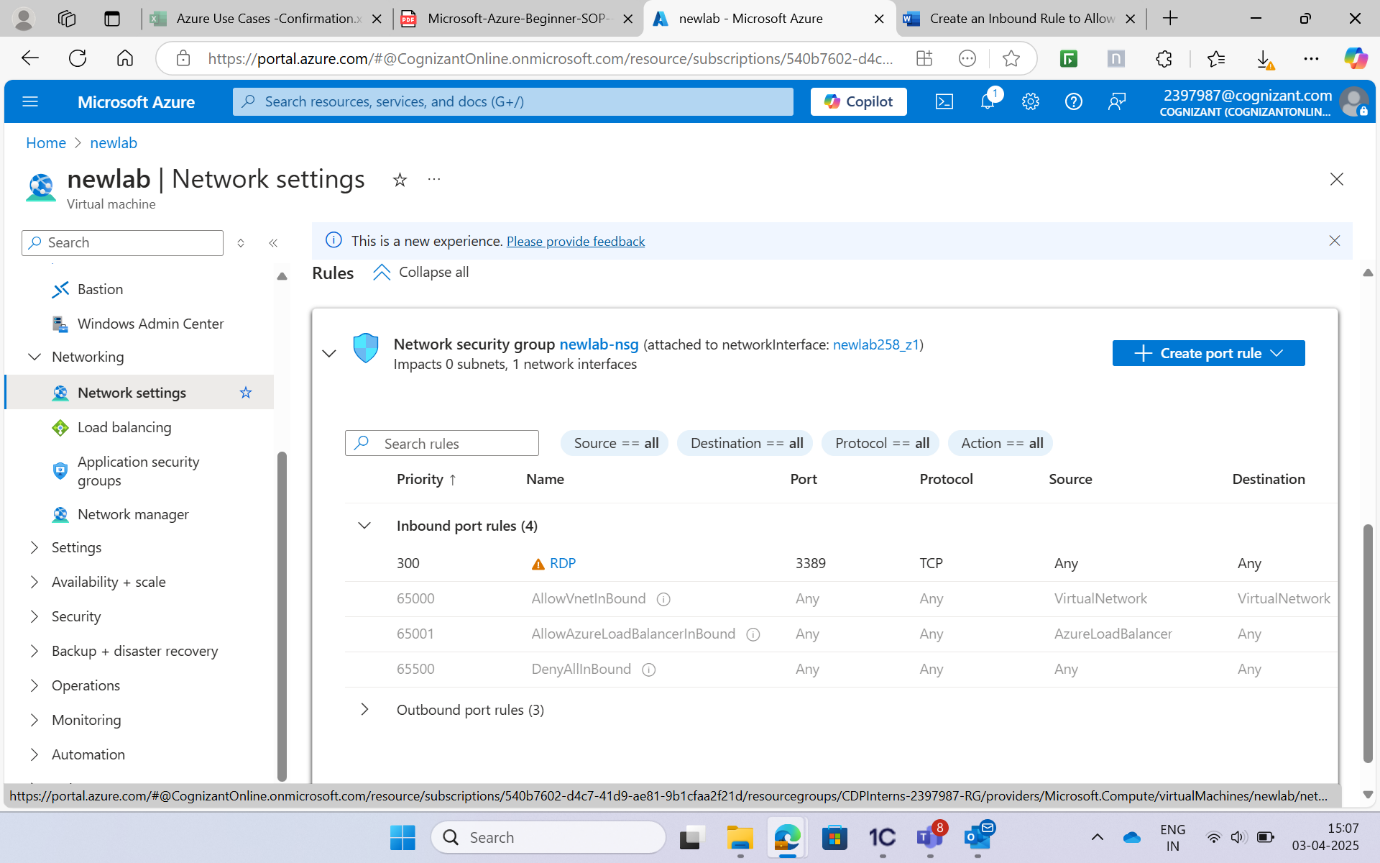 Azure Use Cases -Confirmation.x
Microsoft-Azure-Beginner-SOP-
newlab - Microsoft Azure
Create an Inbound Rule to Allow
https://portal.azure.com/#@CognizantOnline.onmicrosoft.com/resource/subscriptions/540b7602-d4c...
Microsoft Azure
Search resources, services, and docs (G+/)
Copilot
1
2397987@cognizant.com
COGNIZANT (COGNIZANTONLIN...
Home > newlab
newlab | Network settings
Virtual machine
Search
This is a new experience. Please provide feedback
Rules
Collapse all
Bastion
Windows Admin Center
Networking
Network settings
Load balancing
Application security
groups
Network manager
Settings
Availability + scale
Security
Backup + disaster recovery
Operations
Monitoring
Automation
Network security group newlab-nsg (attached to networkInterface: newlab258_z1)
Impacts 0 subnets, 1 network interfaces
Create port rule
Search rules
Source == all
Destination == all
Protocol == all
Action == all
Priority ↑ Name Port Protocol Source Destination
Inbound port rules (4)
300 RDP 3389 TCP Any Any
65000 AllowVnetInBound Any Any VirtualNetwork VirtualNetwork
65001 AllowAzureLoadBalancerInBound Any Any AzureLoadBalancer Any
65500 DenyAllInBound Any Any Any Any
Outbound port rules (3)
https://portal.azure.com/#@CognizantOnline.onmicrosoft.com/resource/subscriptions/540b7602-d4c7-41d9-ae81-9b1cfaa2f21d/resourcegroups/CDPInterns-2397987-RG/providers/Microsoft.Compute/virtualMachines/newlab/net...
Search
1C
8
ENG
IN
15:07
03-04-2025